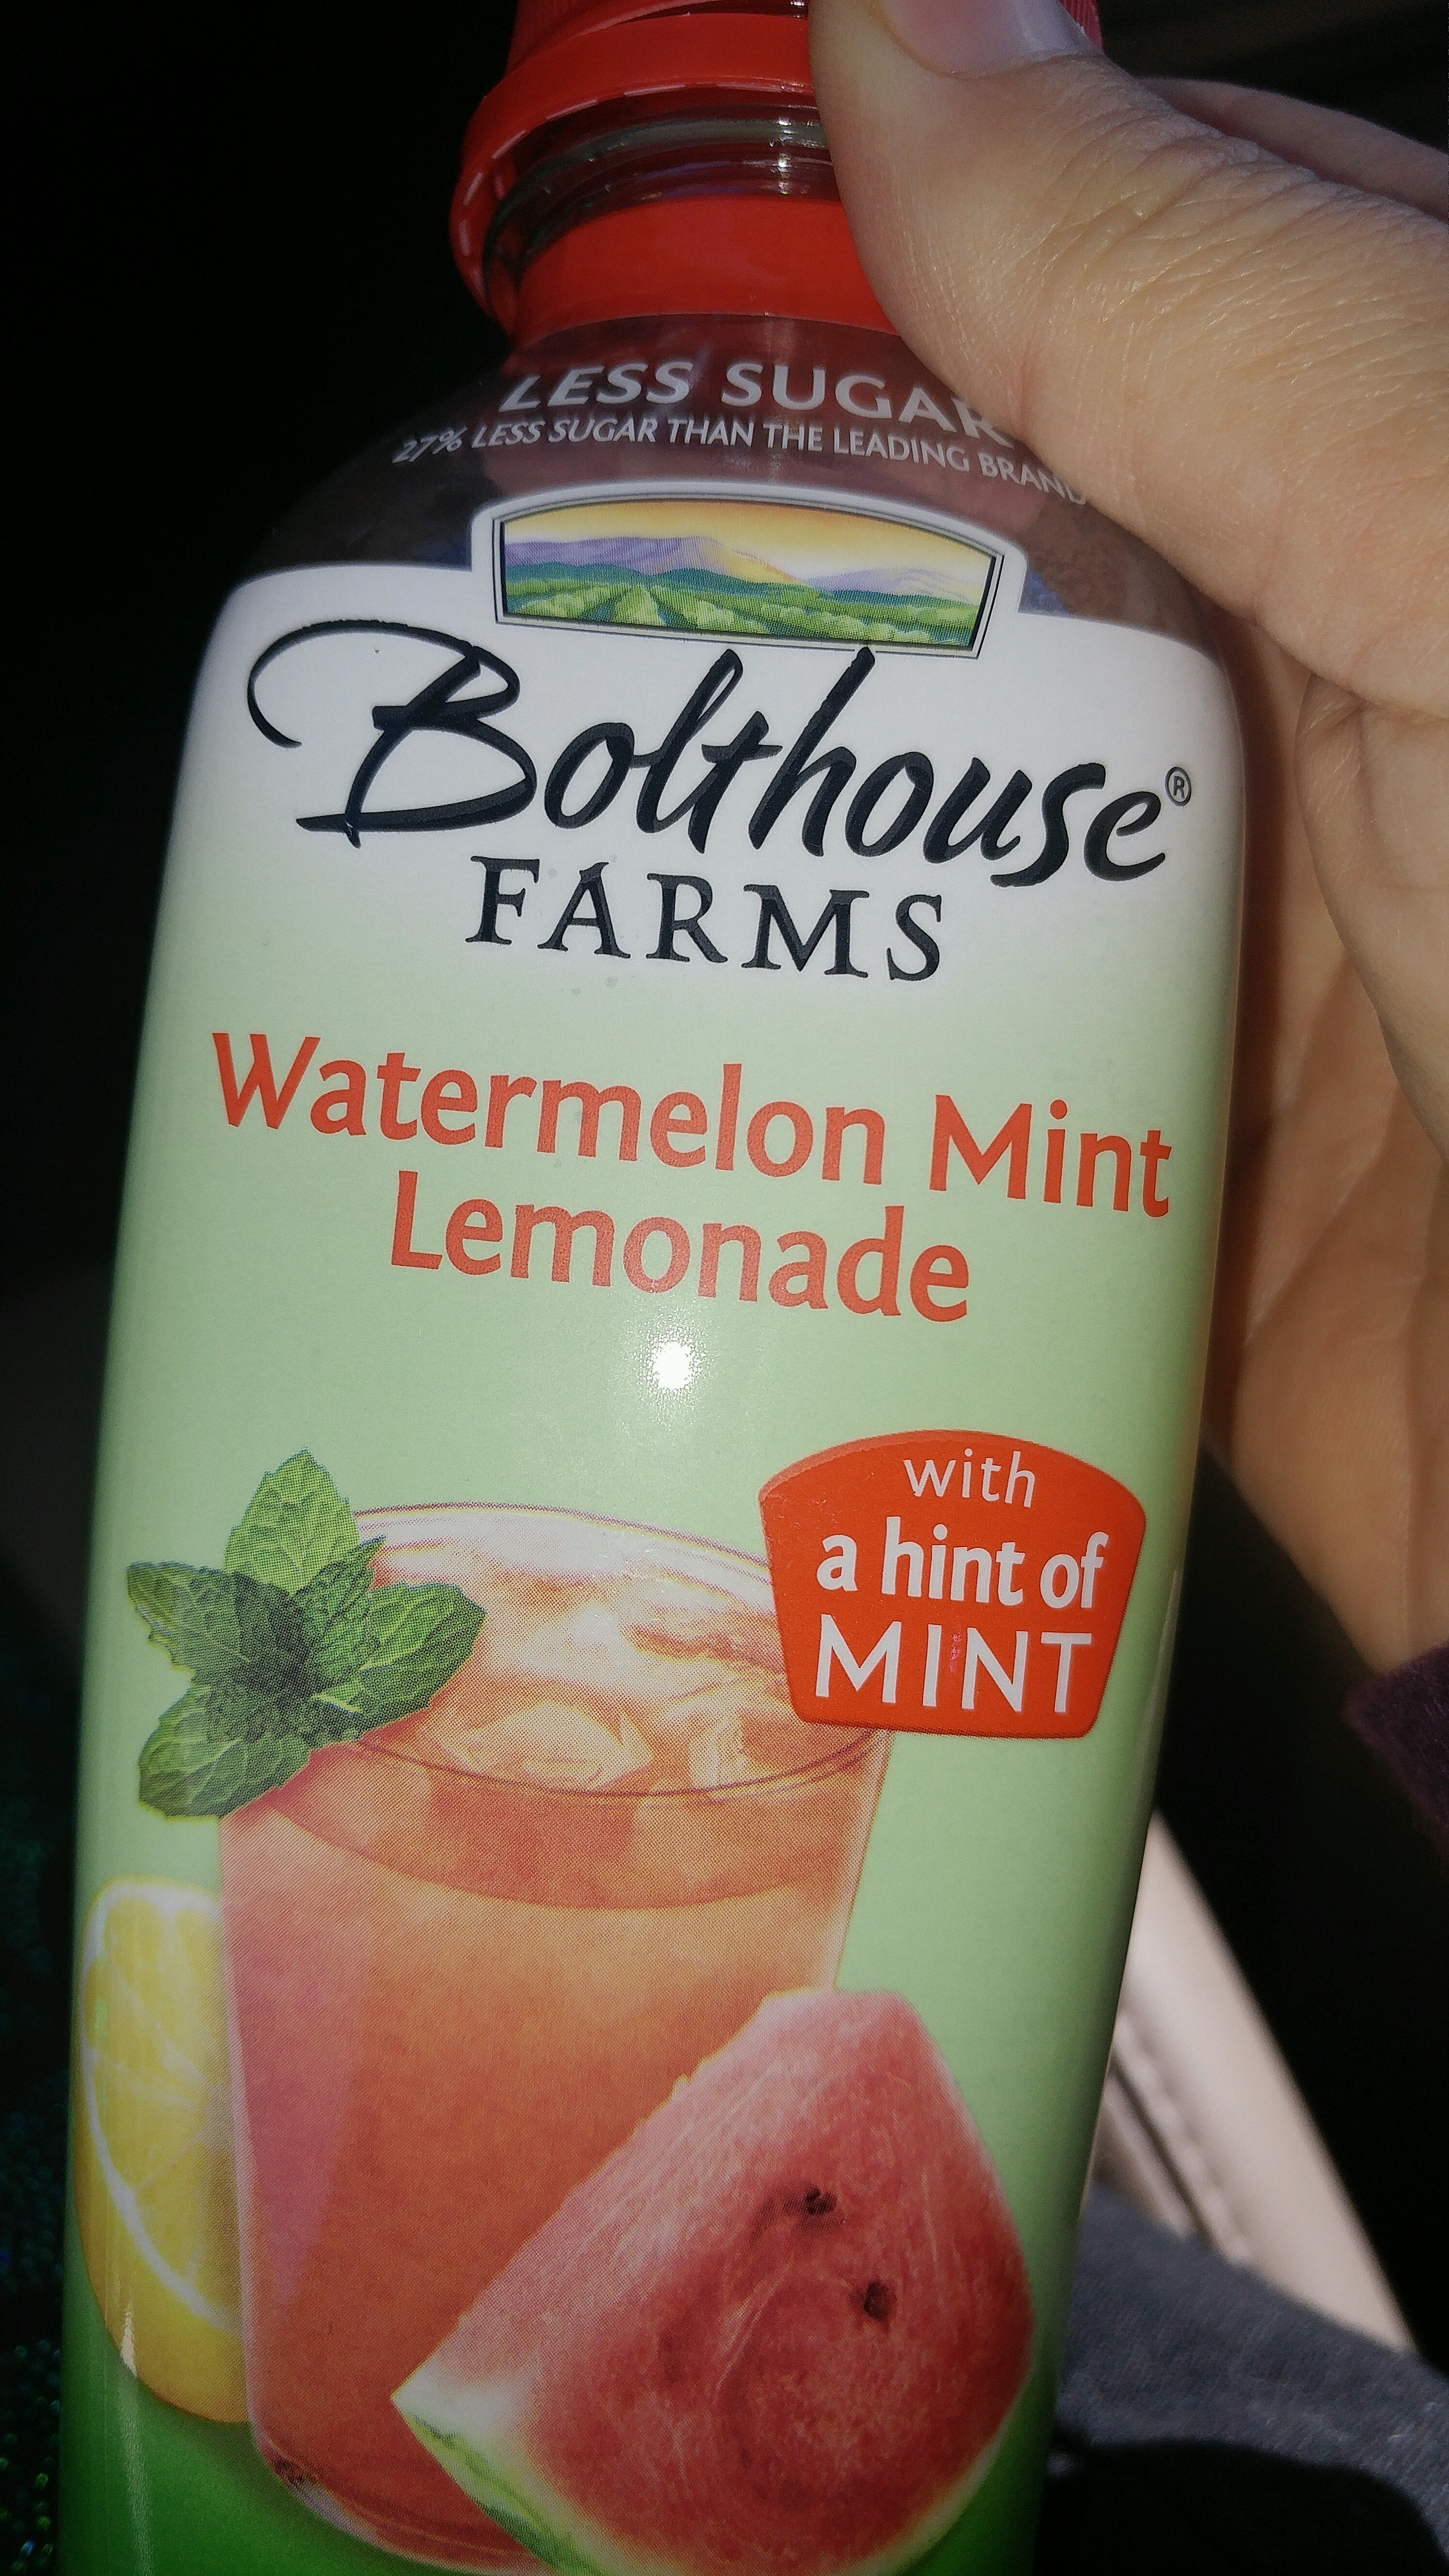 LESS SUGAR
27% LESS SUGAR THAN THE LEADING BRAND
Bolthouse®
FARMS
Watermelon Mint
Lemonade
with
a hint of
MINT